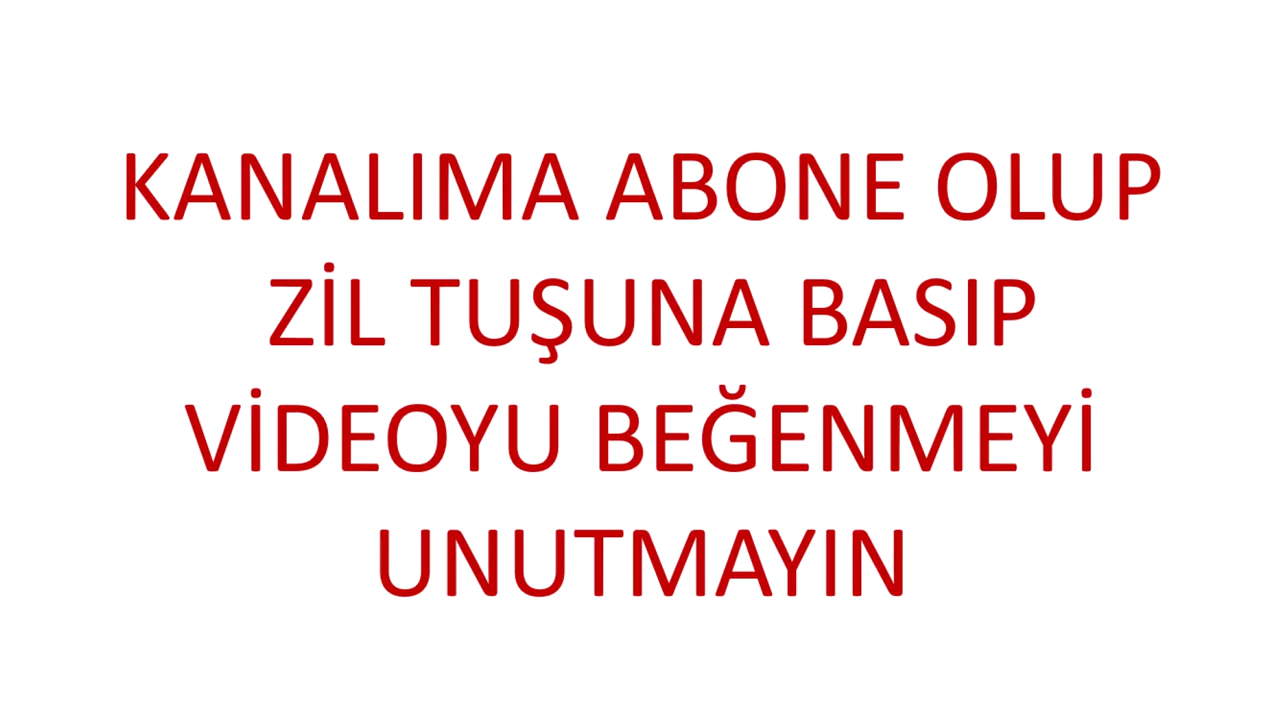 KANALIMA ABONE OLUP
ZİL TUŞUNA BASIP
VİDEOYU BEĞENMEYİ
UNUTMAYIN